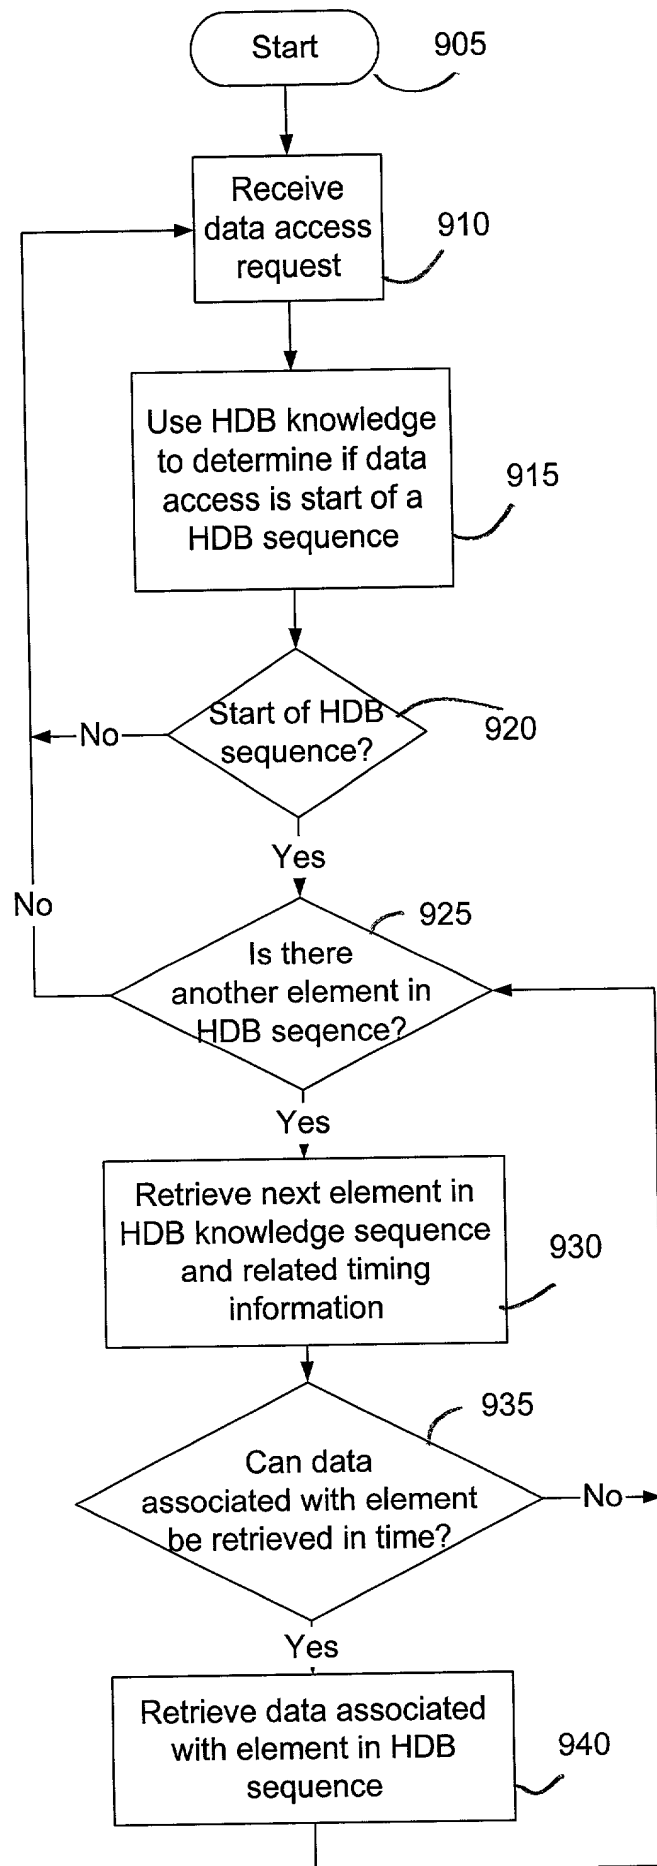 Start
905
Receive
data access
request
910
Use HDB knowledge
to determine if data
access is start of a
HDB sequence
915
Start of HDB
sequence?
920
No
Yes
No
925
Is there
another element in
HDB seqence?
Yes
Retrieve next element in
HDB knowledge sequence
and related timing
information
930
935
Can data
associated with element
be retrieved in time?
No
Yes
Retrieve data associated
with element in HDB
sequence
940